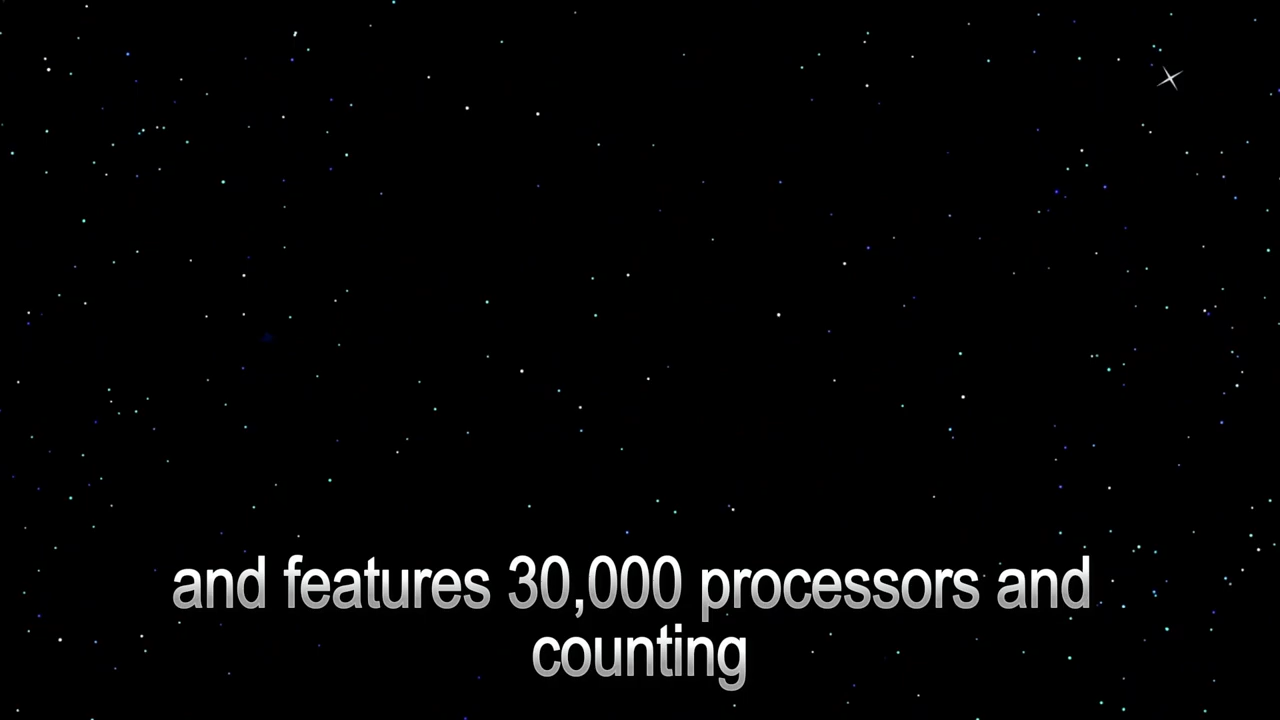 and features 30,000 processors and
counting